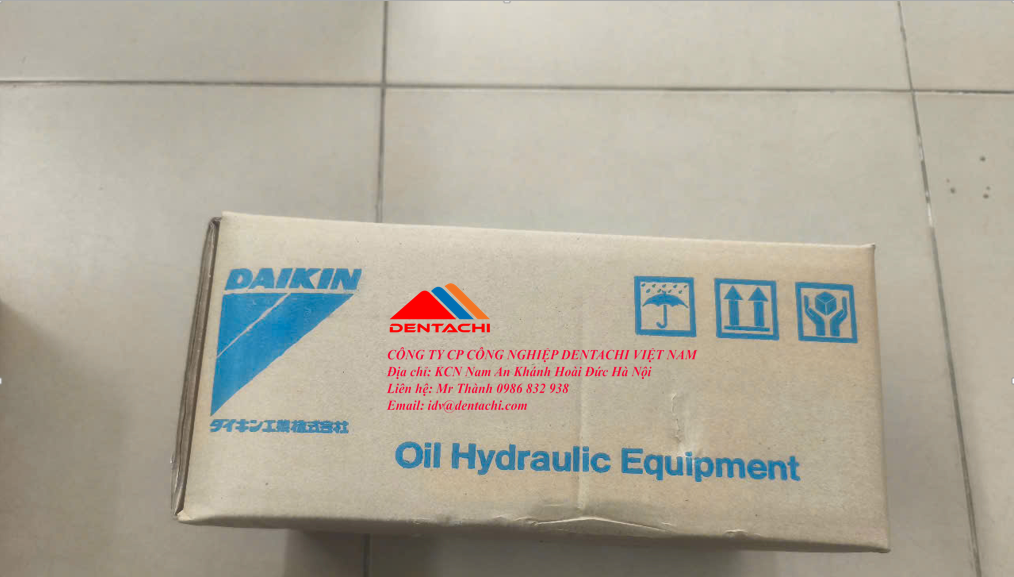 DAIKIN
ダイキン工業株式会社
DENTACHI
CÔNG TY CP CÔNG NGHIỆP DENTACHI VIỆT NAM
Địa chỉ: KCN Nam An Khánh Hoài Đức Hà Nội
Liên hệ: Mr Thành 0986 832 938
Email: idv@dentachi.com
Oil Hydraulic Equipment